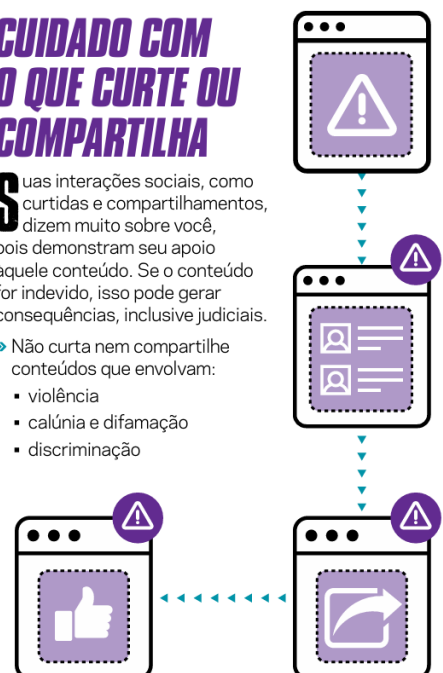 CUIDADO COM
O QUE CURTE OU
COMPARTILHA
Suas interações sociais, como
curtidas e compartilhamentos,
dizem muito sobre você,
pois demonstram seu apoio
àquele conteúdo. Se o conteúdo
for indevido, isso pode gerar
consequências, inclusive judiciais.
Não curta nem compartilhe
conteúdos que envolvam:
▪ violência
▪ calúnia e difamação
▪ discriminação